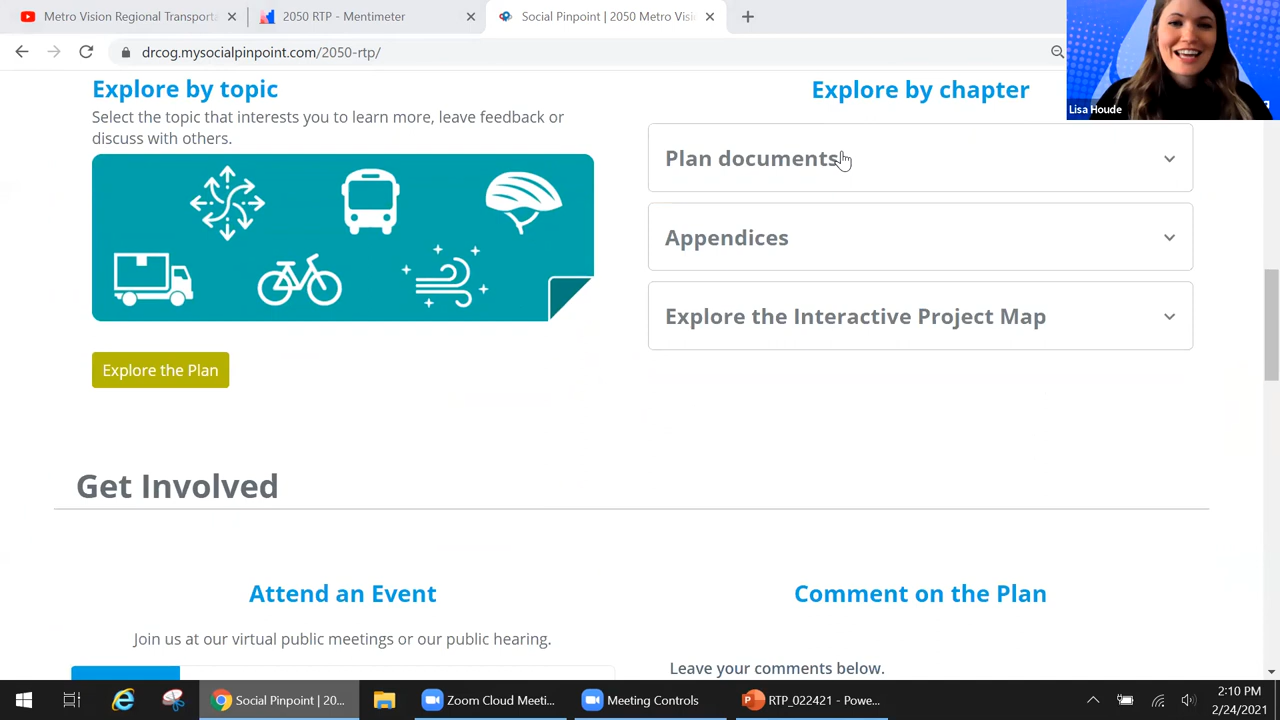 Metro Vision Regional Transporta
2050 RTP - Mentimeter
Social Pinpoint | 2050 Metro Visi
drcog.mysocialpinpoint.com/2050-rtp/
Lisa Houde
Explore by topic
Select the topic that interests you to learn more, leave feedback or
discuss with others.
Explore the Plan
Explore by chapter
Plan documents
Appendices
Explore the Interactive Project Map
Get Involved
Attend an Event
Join us at our virtual public meetings or our public hearing.
Comment on the Plan
Leave your comments below.
Social Pinpoint | 20...
Zoom Cloud Meeti...
Meeting Controls
RTP_022421 - Powe...
2:10 PM
2/24/2021